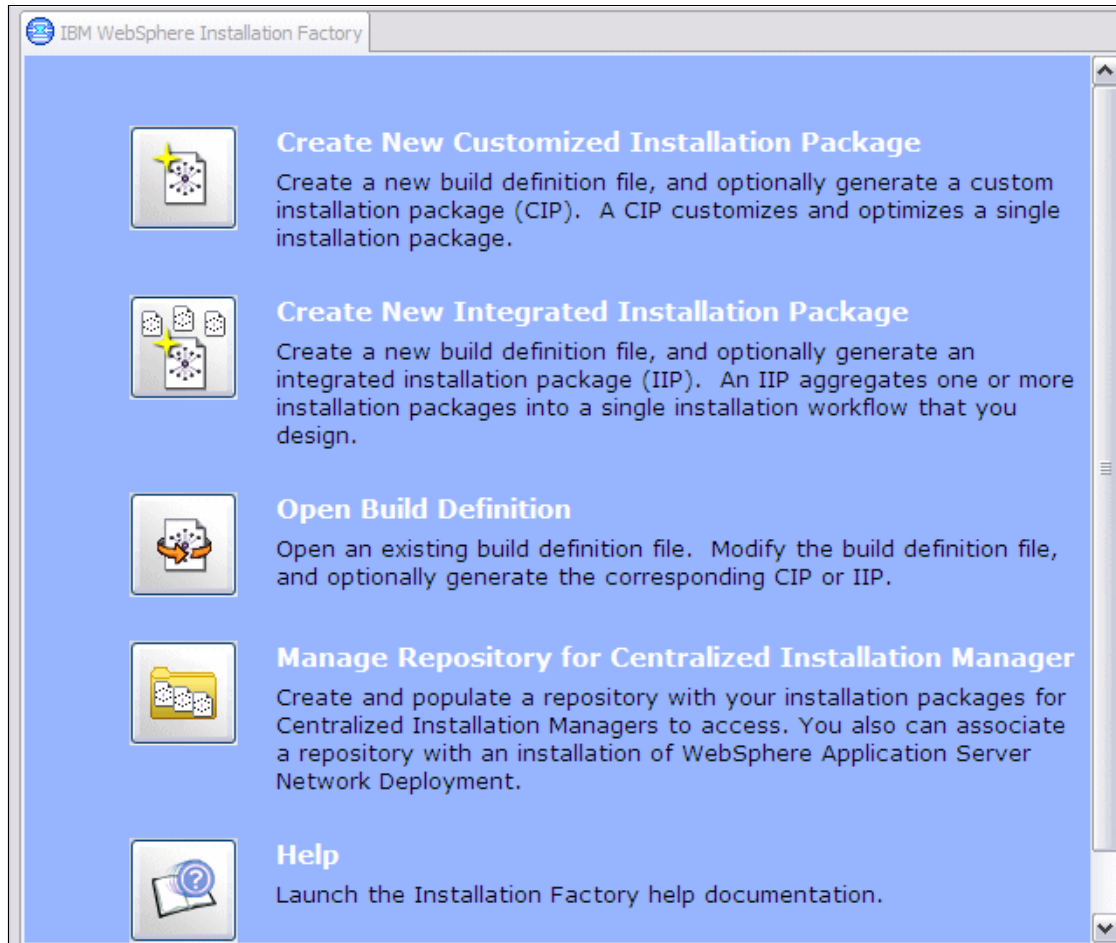 IBM WebSphere Installation Factory
Create New Customized Installation Package
Create a new build definition file, and optionally generate a custom
installation package (CIP).  A CIP customizes and optimizes a single
installation package.
Create New Integrated Installation Package
Create a new build definition file, and optionally generate an
integrated installation package (IIP).  An IIP aggregates one or more
installation packages into a single installation workflow that you
design.
Open Build Definition
Open an existing build definition file.  Modify the build definition file,
and optionally generate the corresponding CIP or IIP.
Manage Repository for Centralized Installation Manager
Create and populate a repository with your installation packages for
Centralized Installation Managers to access. You also can associate
a repository with an installation of WebSphere Application Server
Network Deployment.
Help
Launch the Installation Factory help documentation.